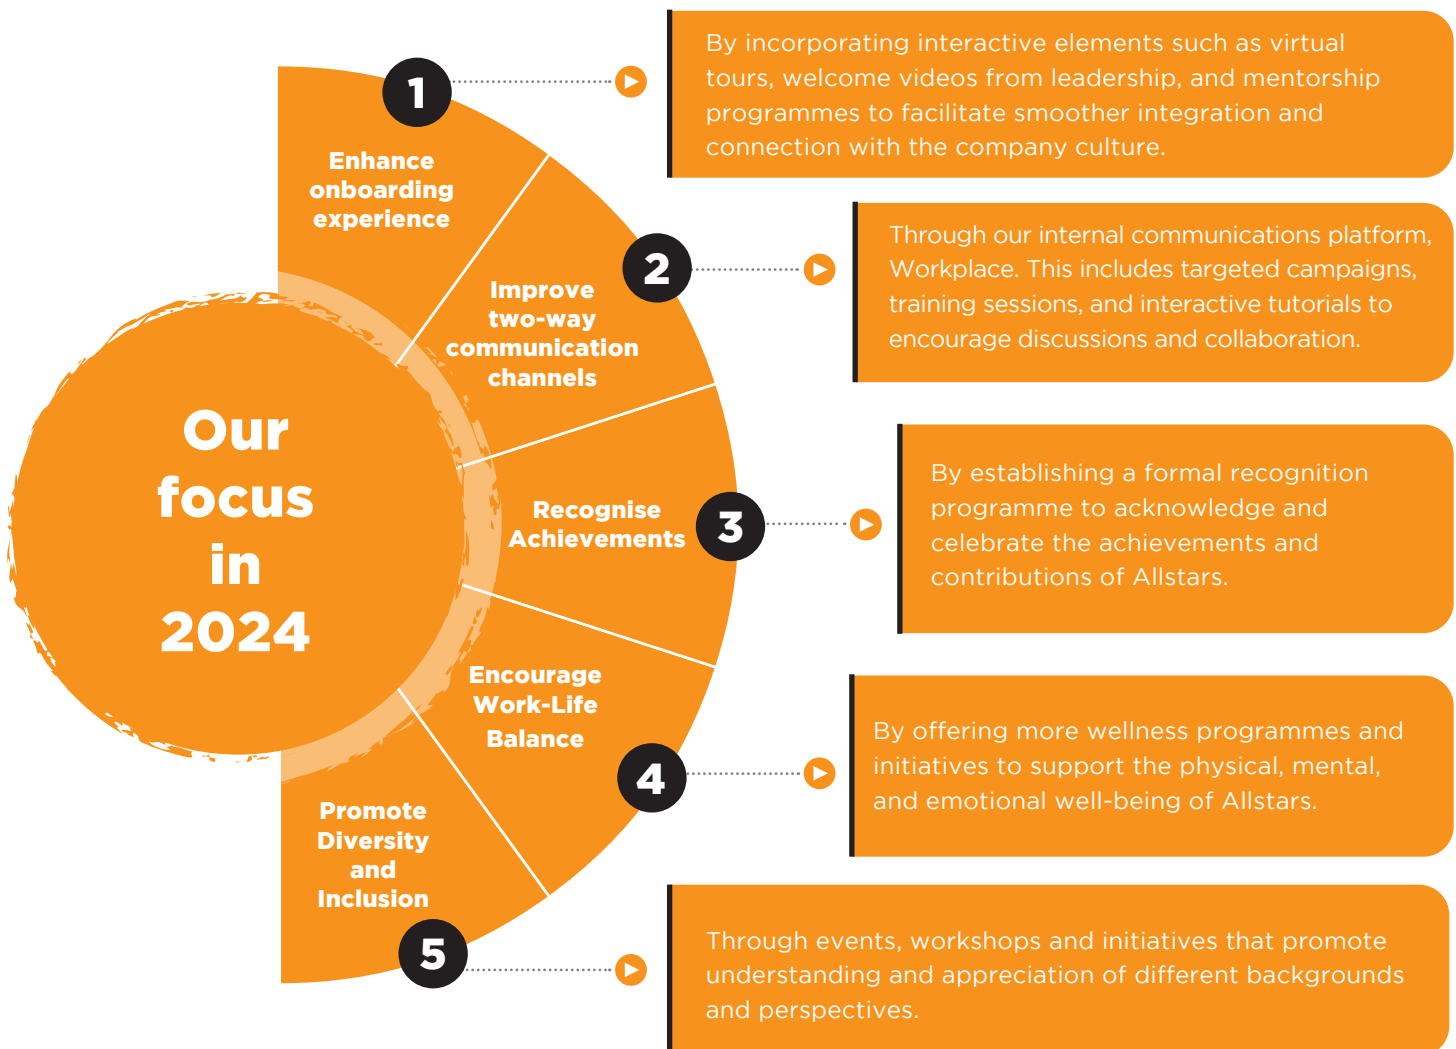 Our
focus
in
2024
1
Enhance
onboarding
experience
By incorporating interactive elements such as virtual
tours, welcome videos from leadership, and mentorship
programmes to facilitate smoother integration and
connection with the company culture.
2
Improve
two-way
communication
channels
Through our internal communications platform,
Workplace. This includes targeted campaigns,
training sessions, and interactive tutorials to
encourage discussions and collaboration.
3
Recognise
Achievements
By establishing a formal recognition
programme to acknowledge and
celebrate the achievements and
contributions of Allstars.
4
Encourage
Work-Life
Balance
By offering more wellness programmes and
initiatives to support the physical, mental,
and emotional well-being of Allstars.
5
Promote
Diversity
and
Inclusion
Through events, workshops and initiatives that promote
understanding and appreciation of different backgrounds
and perspectives.